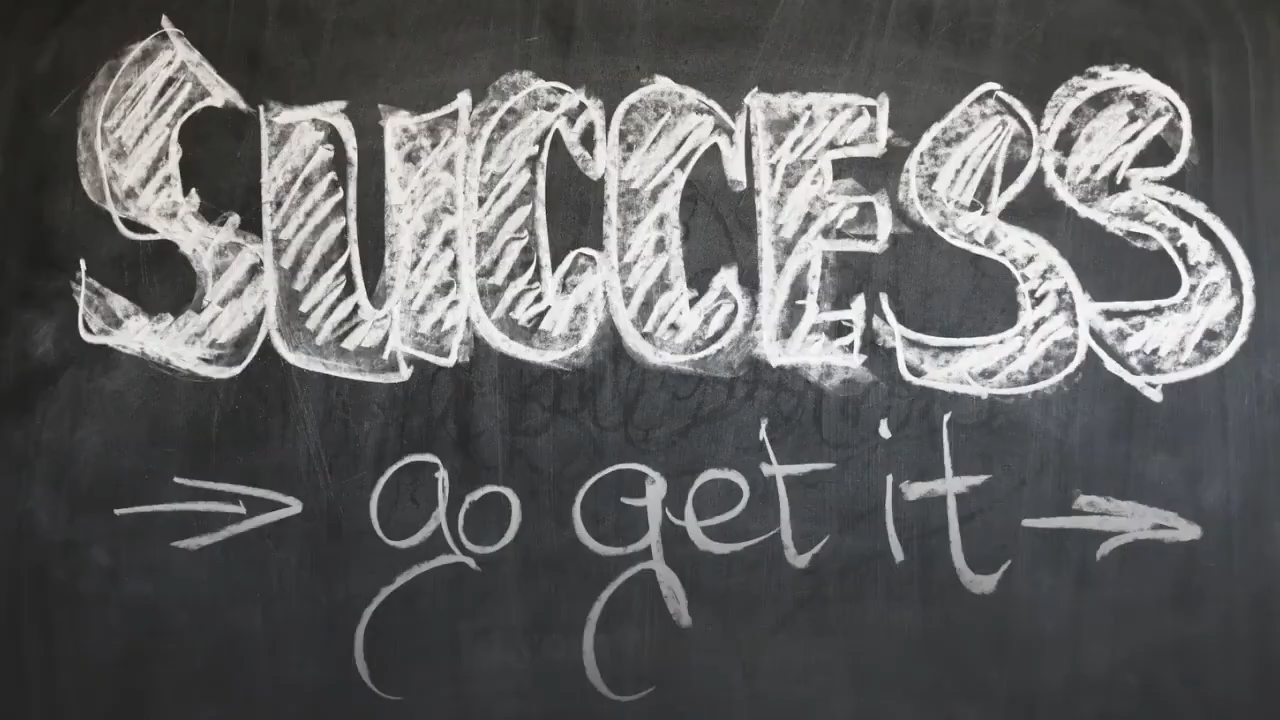 SUCCESS
→ go get it →